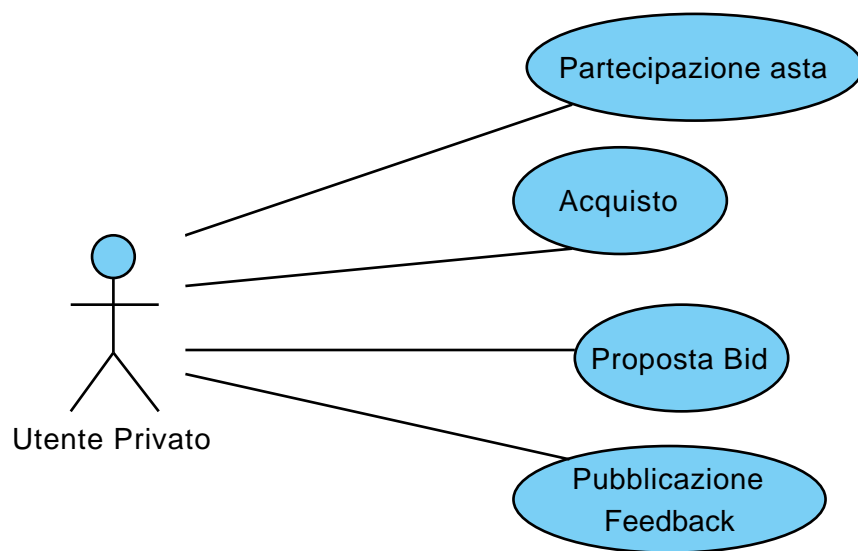 Partecipazione asta
Acquisto
Proposta Bid
Utente Privato
Pubblicazione
Feedback